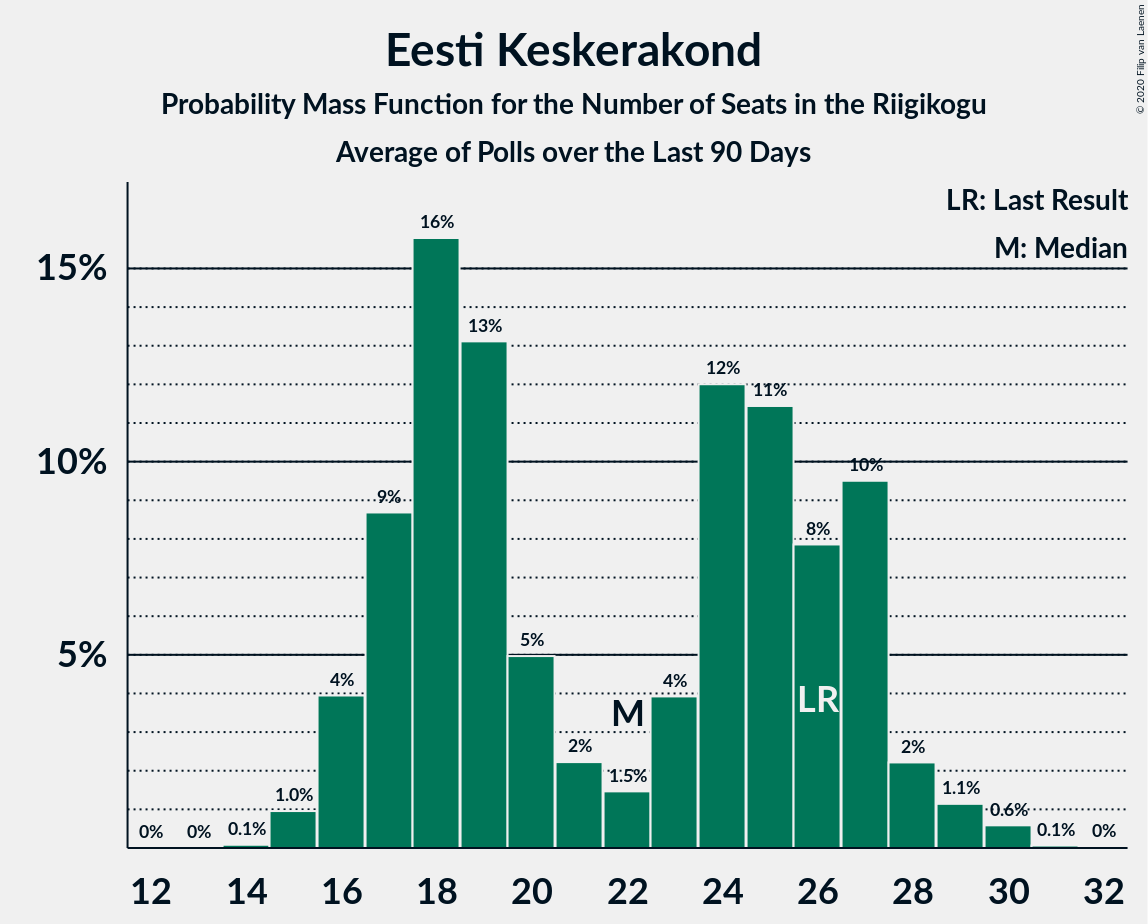 Eesti Keskerakond
Probability Mass Function for the Number of Seats in the Riigikogu
Average of Polls over the Last 90 Days
© 2020 Filip van Laenen
LR: Last Result
M: Median
15%
10%
5%
0%
0%
0.1%
1.0%
4%
9%
16%
13%
5%
2%
1.5%
4%
12%
11%
8%
10%
2%
1.1%
0.6%
0.1%
0%
M
LR
12 14 16 18 20 22 24 26 28 30 32